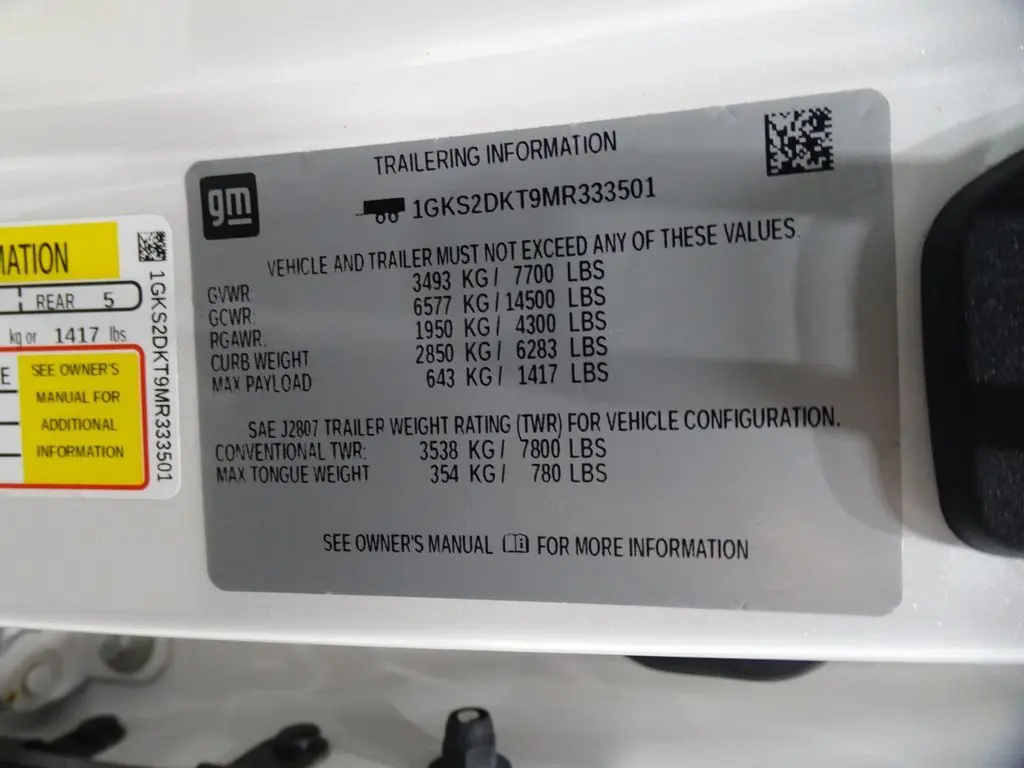 TRAILERING INFORMATION
gm
1GKS2DKT9MR333501
VEHICLE AND TRAILER MUST NOT EXCEED ANY OF THESE VALUES.
GVWR: 3493 KG/ 7700 LBS
GCWR: 6577 KG/ 14500 LBS
RGAWR: 1950 KG/ 4300 LBS
CURB WEIGHT 2850 KG/ 6283 LBS
MAX PAYLOAD 643 KG/ 1417 LBS
SAE J2807 TRAILER WEIGHT RATING (TWR) FOR VEHICLE CONFIGURATION.
CONVENTIONAL TWR: 3538 KG/ 7800 LBS
MAX TONGUE WEIGHT 354 KG/ 780 LBS
SEE OWNER'S MANUAL FOR MORE INFORMATION
MATION
REAR 5
kg or 1417 lbs
E
SEE OWNER'S
MANUAL FOR
ADDITIONAL
INFORMATION
1GKS2DKT9MR333501